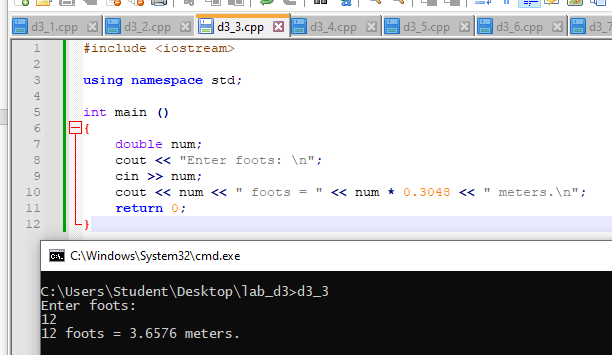 d3_1.cpp d3_2.cpp d3_3.cpp d3_4.cpp d3_5.cpp d3_6.cpp d3_7
1 #include <iostream>
2
3 using namespace std;
4
5 int main ()
6 {
7 double num;
8 cout << "Enter foots: \n";
9 cin >> num;
10 cout << num << " foots = " << num * 0.3048 << " meters.\n";
11 return 0;
12 }
C:\Windows\System32\cmd.exe
C:\Users\Student\Desktop\lab_d3>d3_3
Enter foots:
12
12 foots = 3.6576 meters.